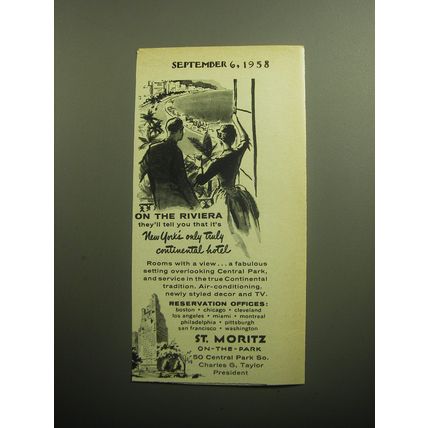 SEPTEMBER 6, 1958
ON THE RIVIERA
they'll tell you that it's
New York's only truly
continental hotel
Rooms with a view...a fabulous
setting overlooking Central Park,
and service in the true Continental
tradition. Air-conditioning,
newly styled decor and TV.
RESERVATION OFFICES:
boston • chicago • cleveland
los angeles • miami • montreal
philadelphia • pittsburgh
san francisco • washington
ST. MORITZ
ON-THE-PARK
50 Central Park So.
Charles G. Taylor
President